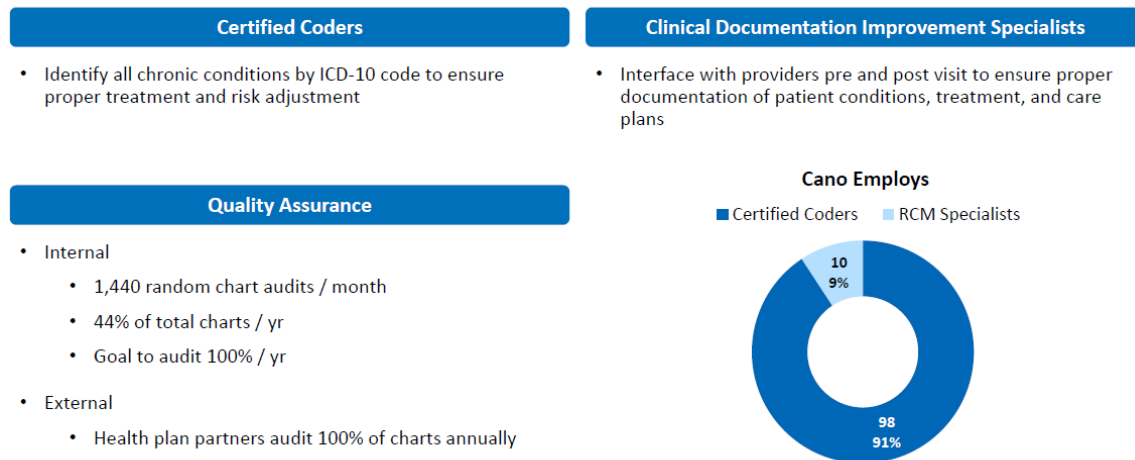 Certified Coders
• Identify all chronic conditions by ICD-10 code to ensure
proper treatment and risk adjustment
Clinical Documentation Improvement Specialists
• Interface with providers pre and post visit to ensure proper
documentation of patient conditions, treatment, and care
plans
Quality Assurance
• Internal
• 1,440 random chart audits / month
• 44% of total charts / yr
• Goal to audit 100% / yr
• External
• Health plan partners audit 100% of charts annually
Cano Employs
Certified Coders RCM Specialists
10
9%
98
91%